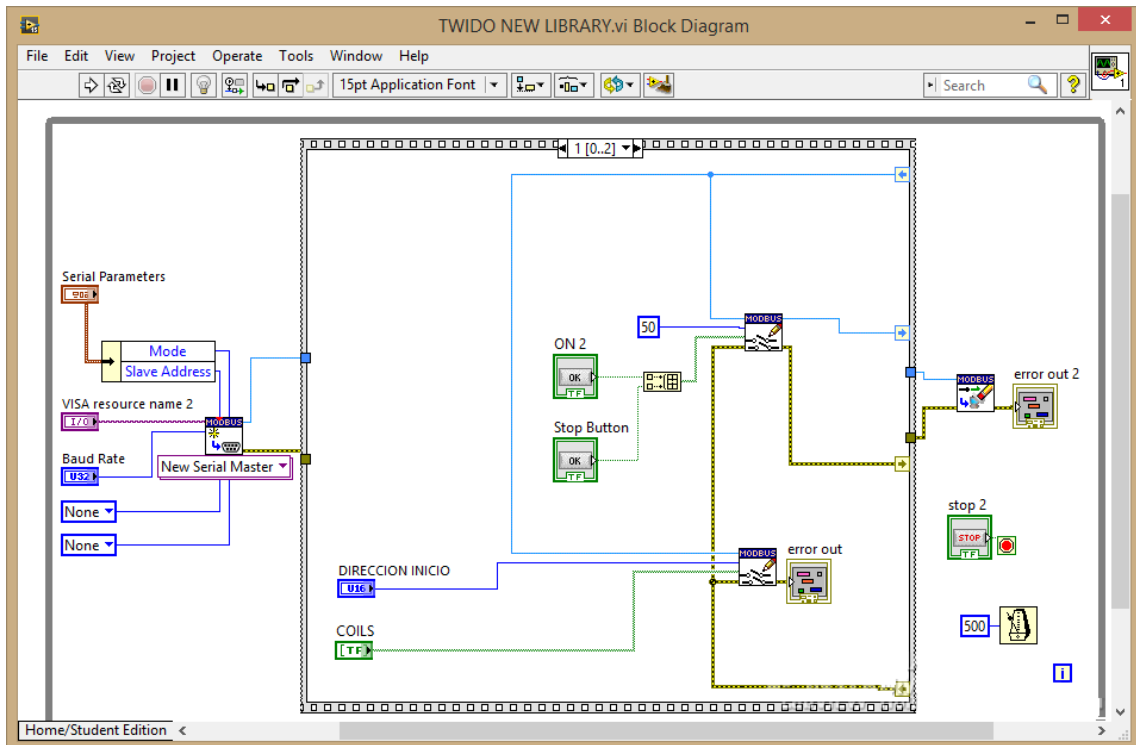 TWIDO NEW LIBRARY.vi Block Diagram
File Edit View Project Operate Tools Window Help
15pt Application Font
Search
1
1 [0..2]
Serial Parameters
Mode
Slave Address
VISA resource name 2
I/O
MODBUS
Baud Rate
U32
New Serial Master
None
None
50
MODBUS
ON 2
OK
TF
Stop Button
OK
TF
MODBUS
error out 2
stop 2
STOP
TF
DIRECCION INICIO
U16
MODBUS
error out
COILS
[TF
500
i
Home/Student Edition